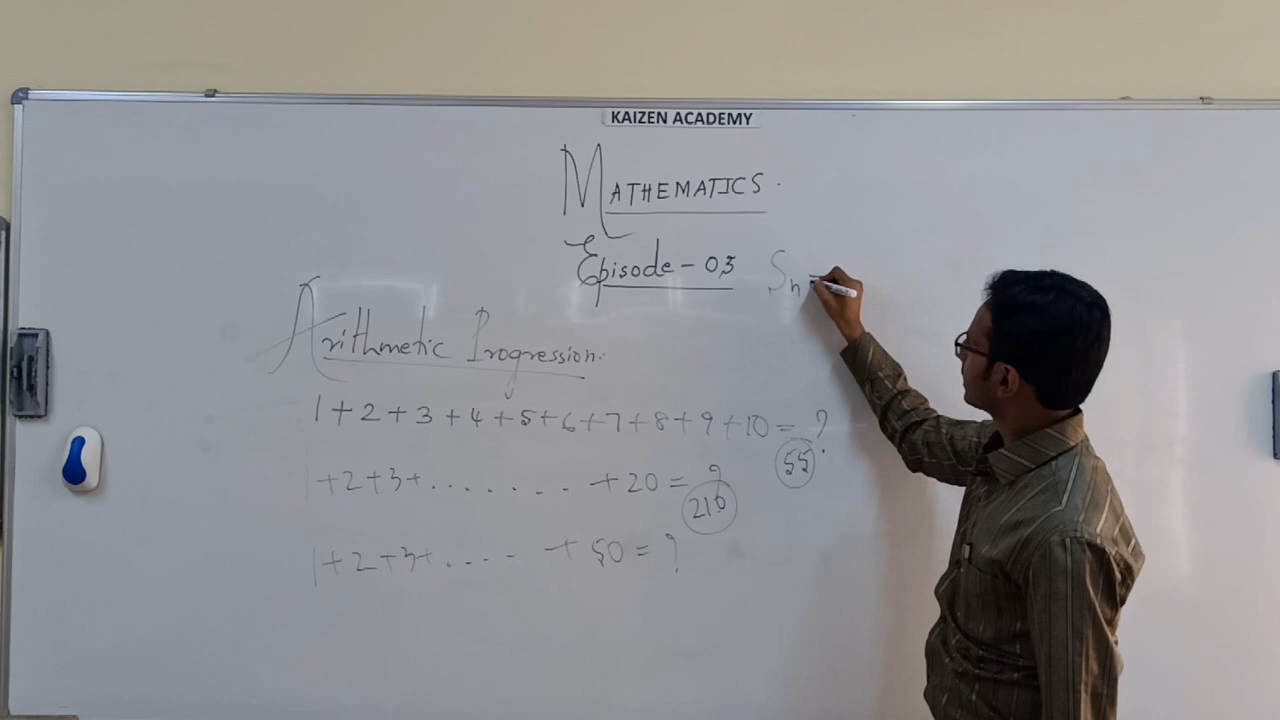 KAIZEN ACADEMY
MATHEMATICS.
Episode - 03
Sn =
Arithmetic Progression.
1 + 2 + 3 + 4 + 5 + 6 + 7 + 8 + 9 + 10 = ?
55
1 + 2 + 3 + . . . . . . . + 20 = ?
210
1 + 2 + 3 + . . . . - + 50 = ?